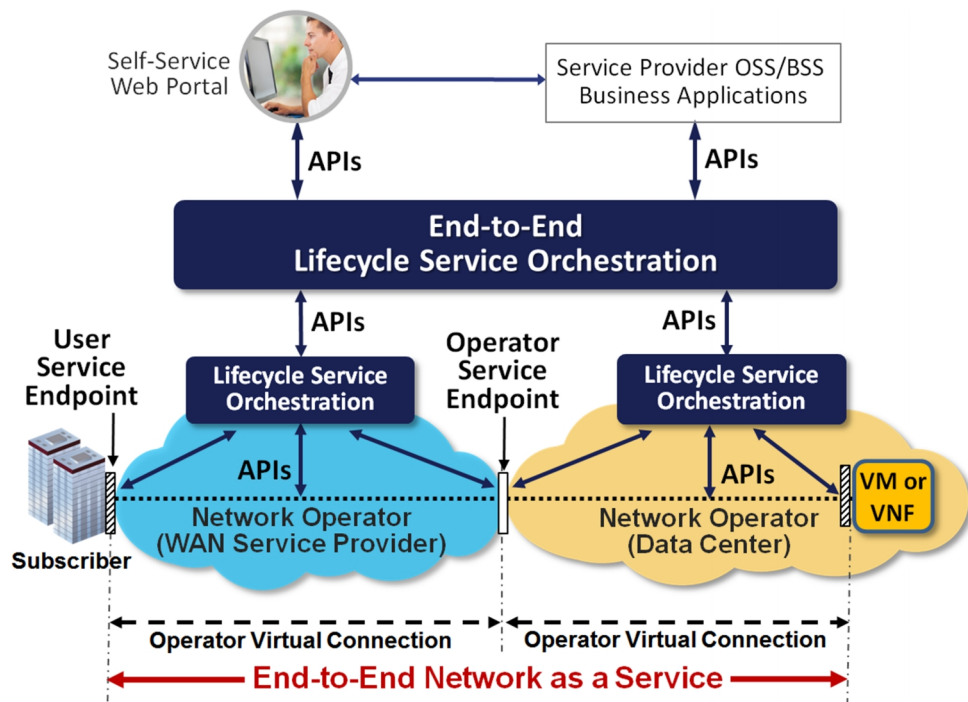 Self-Service
Web Portal
Service Provider OSS/BSS
Business Applications
APIs
APIs
End-to-End
Lifecycle Service Orchestration
APIs
APIs
User
Service
Endpoint
Operator
Service
Endpoint
Lifecycle Service
Orchestration
Lifecycle Service
Orchestration
APIs
APIs
VM or
VNF
Network Operator
(WAN Service Provider)
Network Operator
(Data Center)
Subscriber
Operator Virtual Connection
Operator Virtual Connection
End-to-End Network as a Service